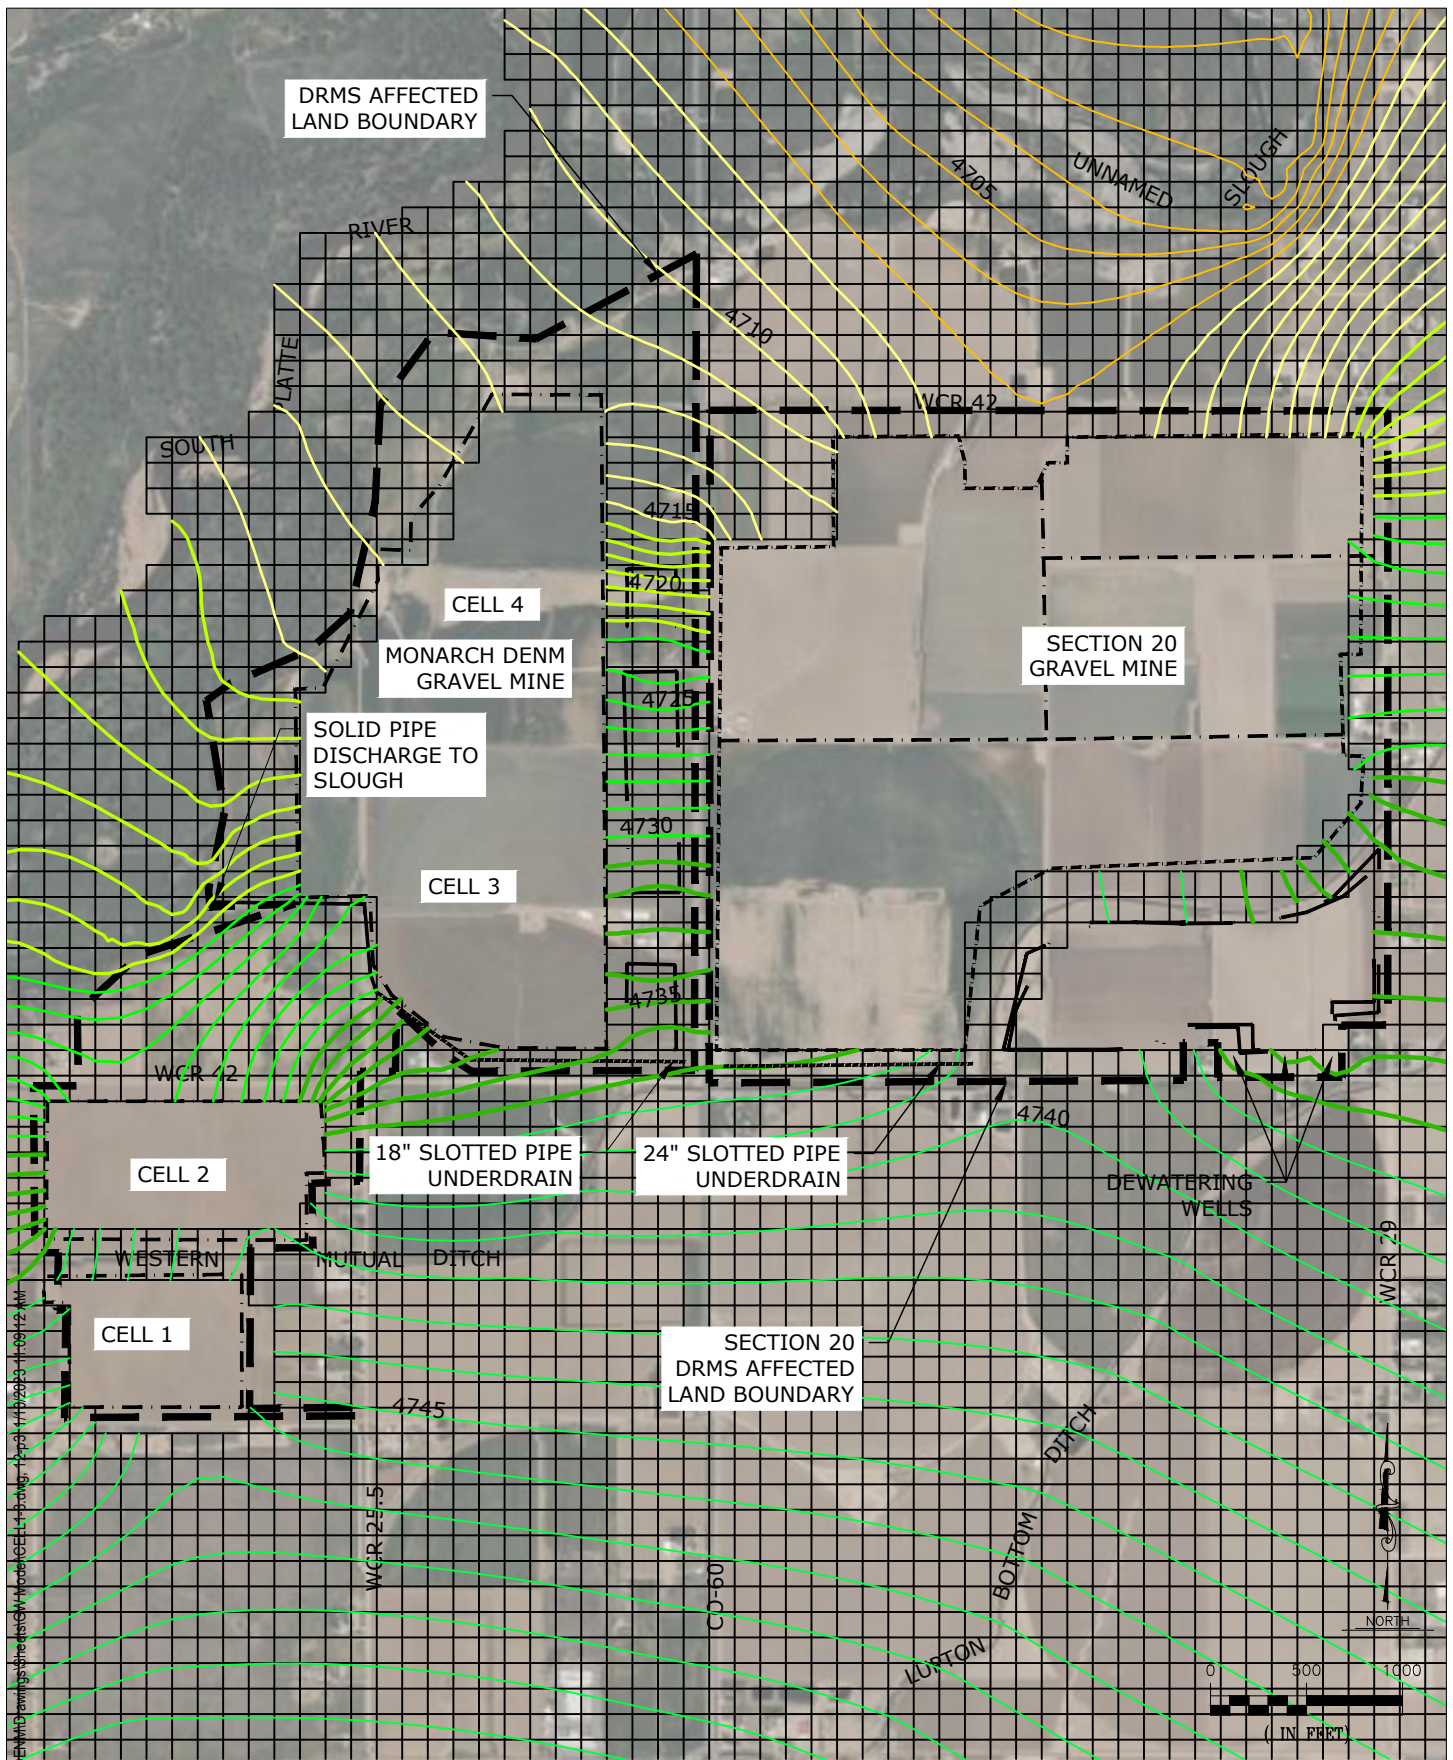 DRMS AFFECTED
LAND BOUNDARY
UNNAMED
SLOUGH
4705
RIVER
4710
PLATTE
WCR 42
SOUTH
4715
4720
CELL 4
MONARCH DENM
GRAVEL MINE
SECTION 20
GRAVEL MINE
4725
SOLID PIPE
DISCHARGE TO
SLOUGH
4730
CELL 3
4735
WCR 42
4740
18" SLOTTED PIPE
UNDERDRAIN
24" SLOTTED PIPE
UNDERDRAIN
CELL 2
DEWATERING
WELLS
WCR 29
WESTERN MUTUAL DITCH
CELL 1
SECTION 20
DRMS AFFECTED
LAND BOUNDARY
4745
WCR 25.5
CO-60
LUPTON BOTTOM DITCH
NORTH
0 500 1000
( IN FEET)